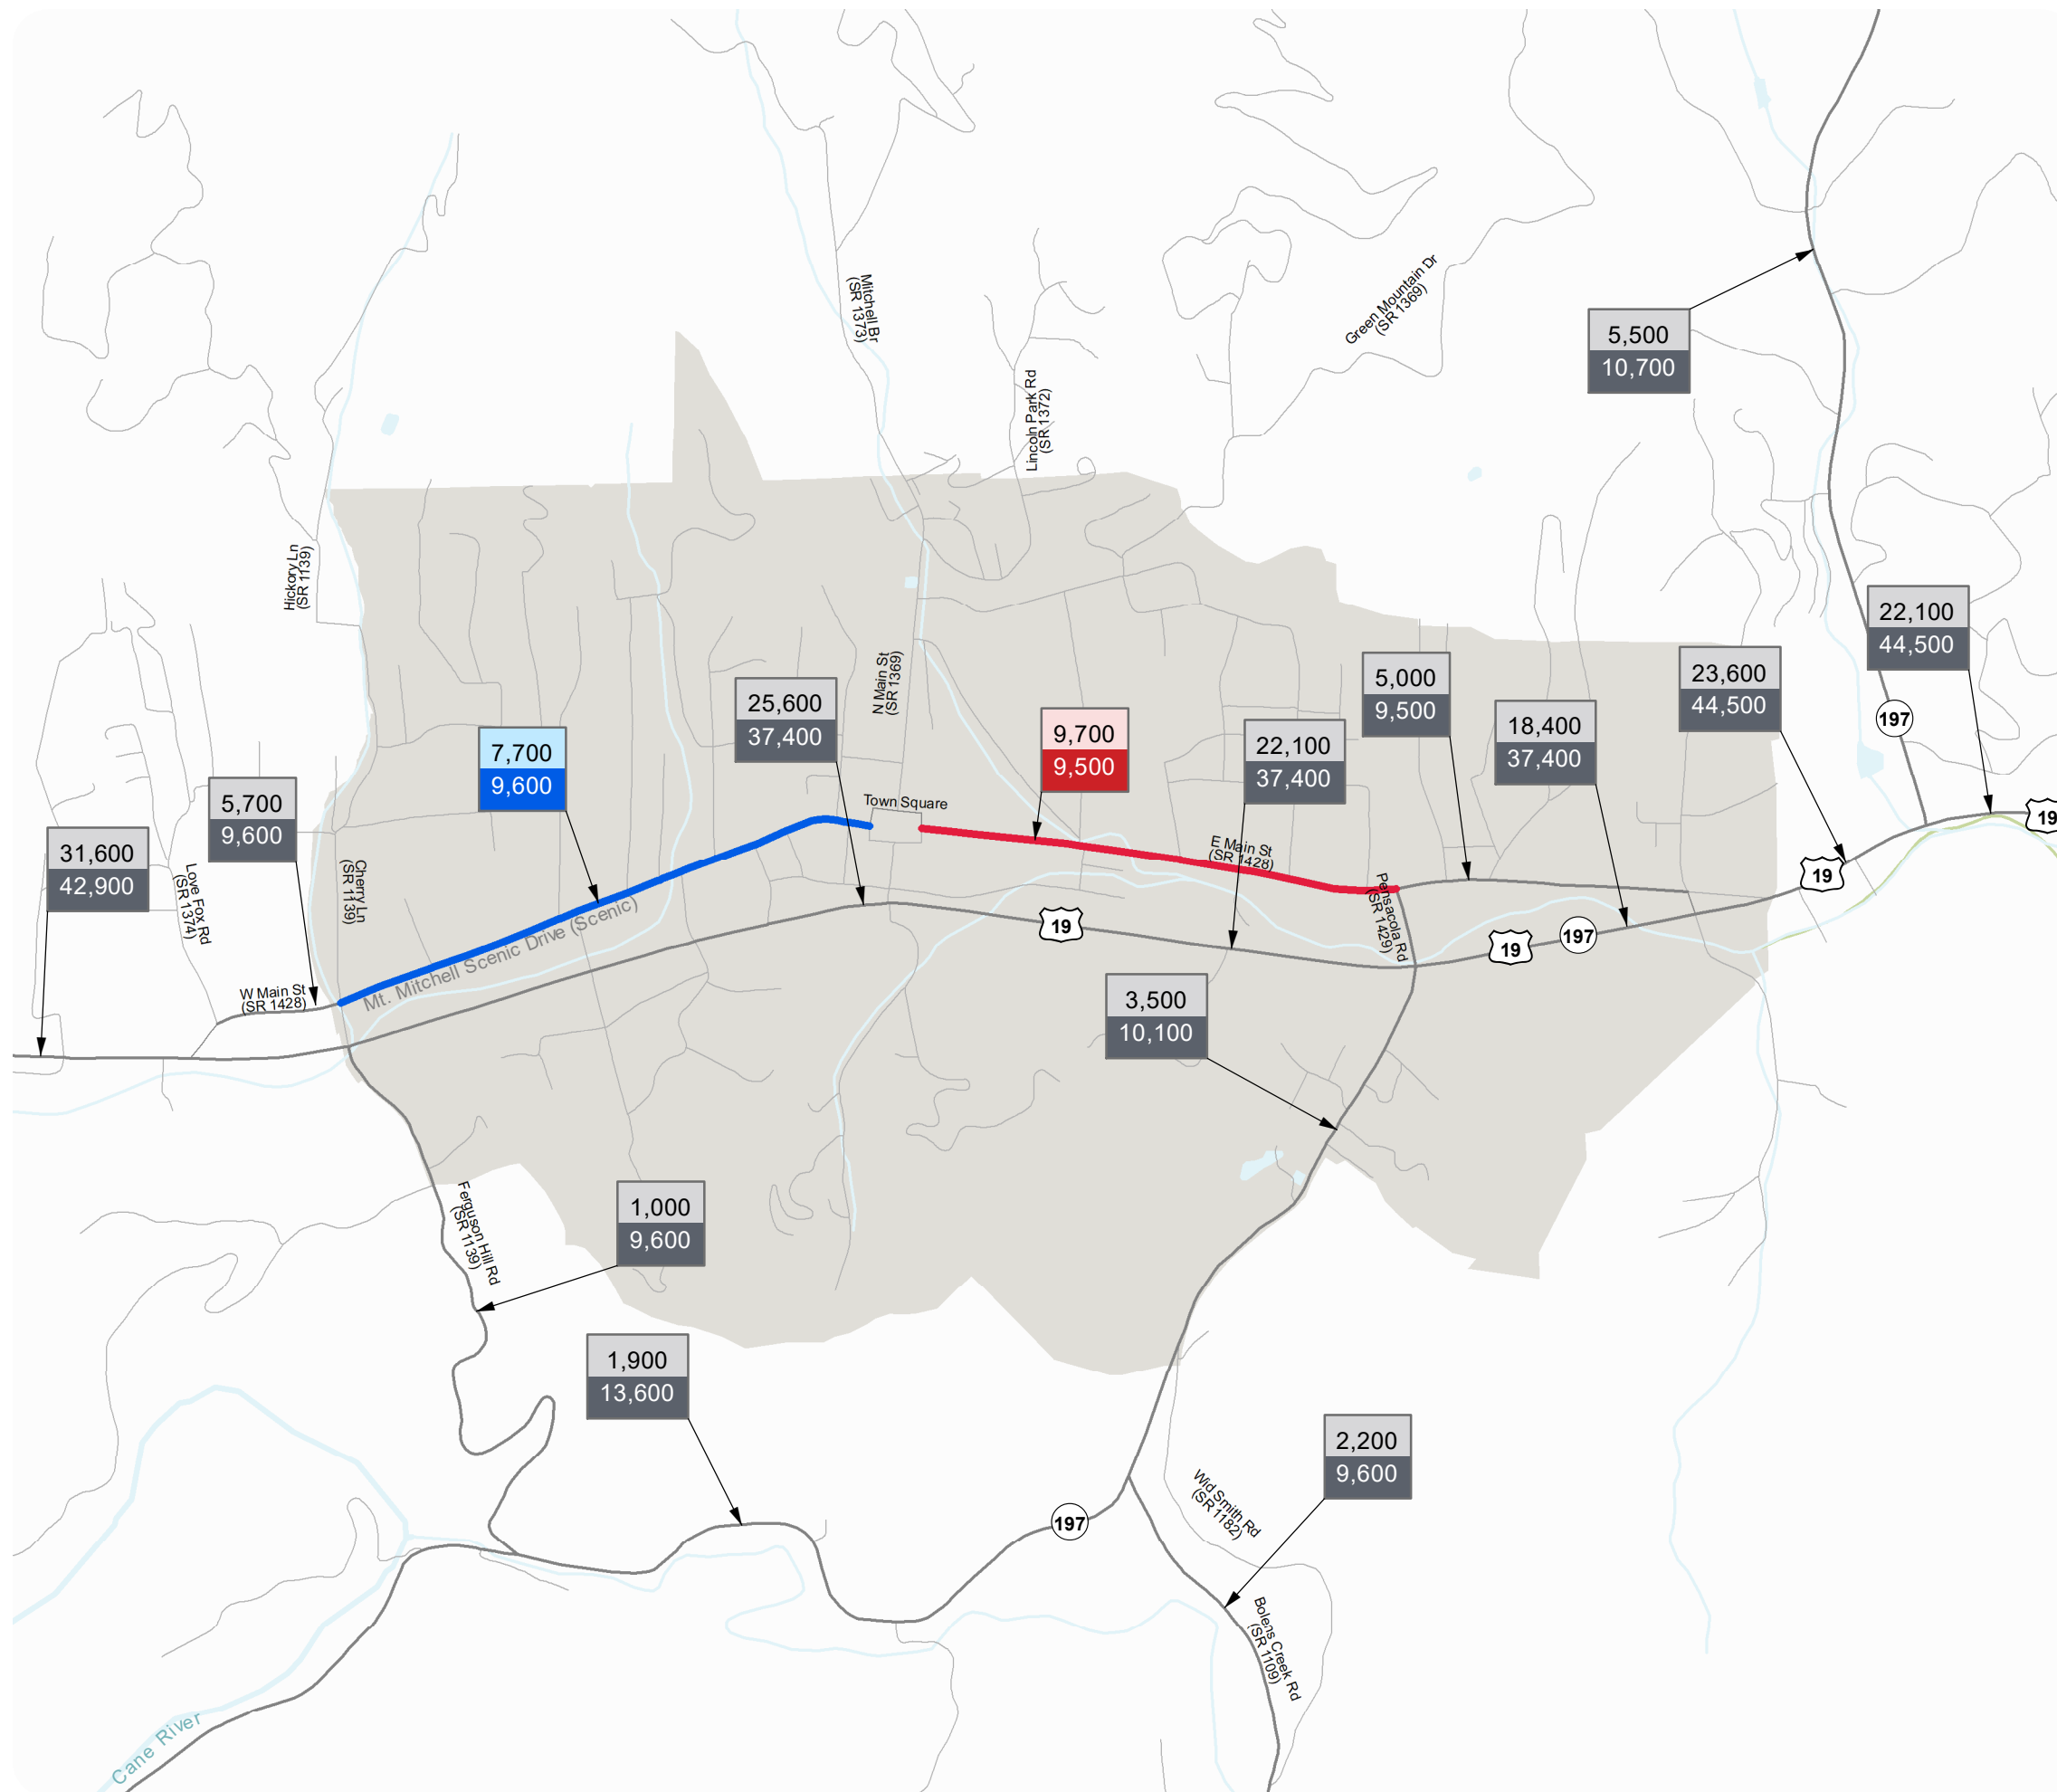 Mitchell Br
(SR 1373)
Green Mountain Dr
(SR 1369)
5,500
10,700
Lincoln Park Rd
(SR 1372)
Hickory Ln
(SR 1139)
22,100
44,500
N Main St
(SR 1369)
25,600
37,400
5,000
9,500
23,600
44,500
18,400
37,400
197
9,700
9,500
22,100
37,400
7,700
9,600
5,700
9,600
Town Square
19
31,600
42,900
E Main St
(SR 1428)
Love Fox Rd
(SR 1374)
Cherry Ln
(SR 1139)
19
Pensacola Rd
(SR 1429)
19
19
197
Mt. Mitchell Scenic Drive (Scenic)
W Main St
(SR 1428)
3,500
10,100
Ferguson Hill Rd
(SR 1139)
1,000
9,600
1,900
13,600
2,200
9,600
Wid Smith Rd
(SR 1182)
197
Bolens Creek Rd
(SR 1109)
Cane River